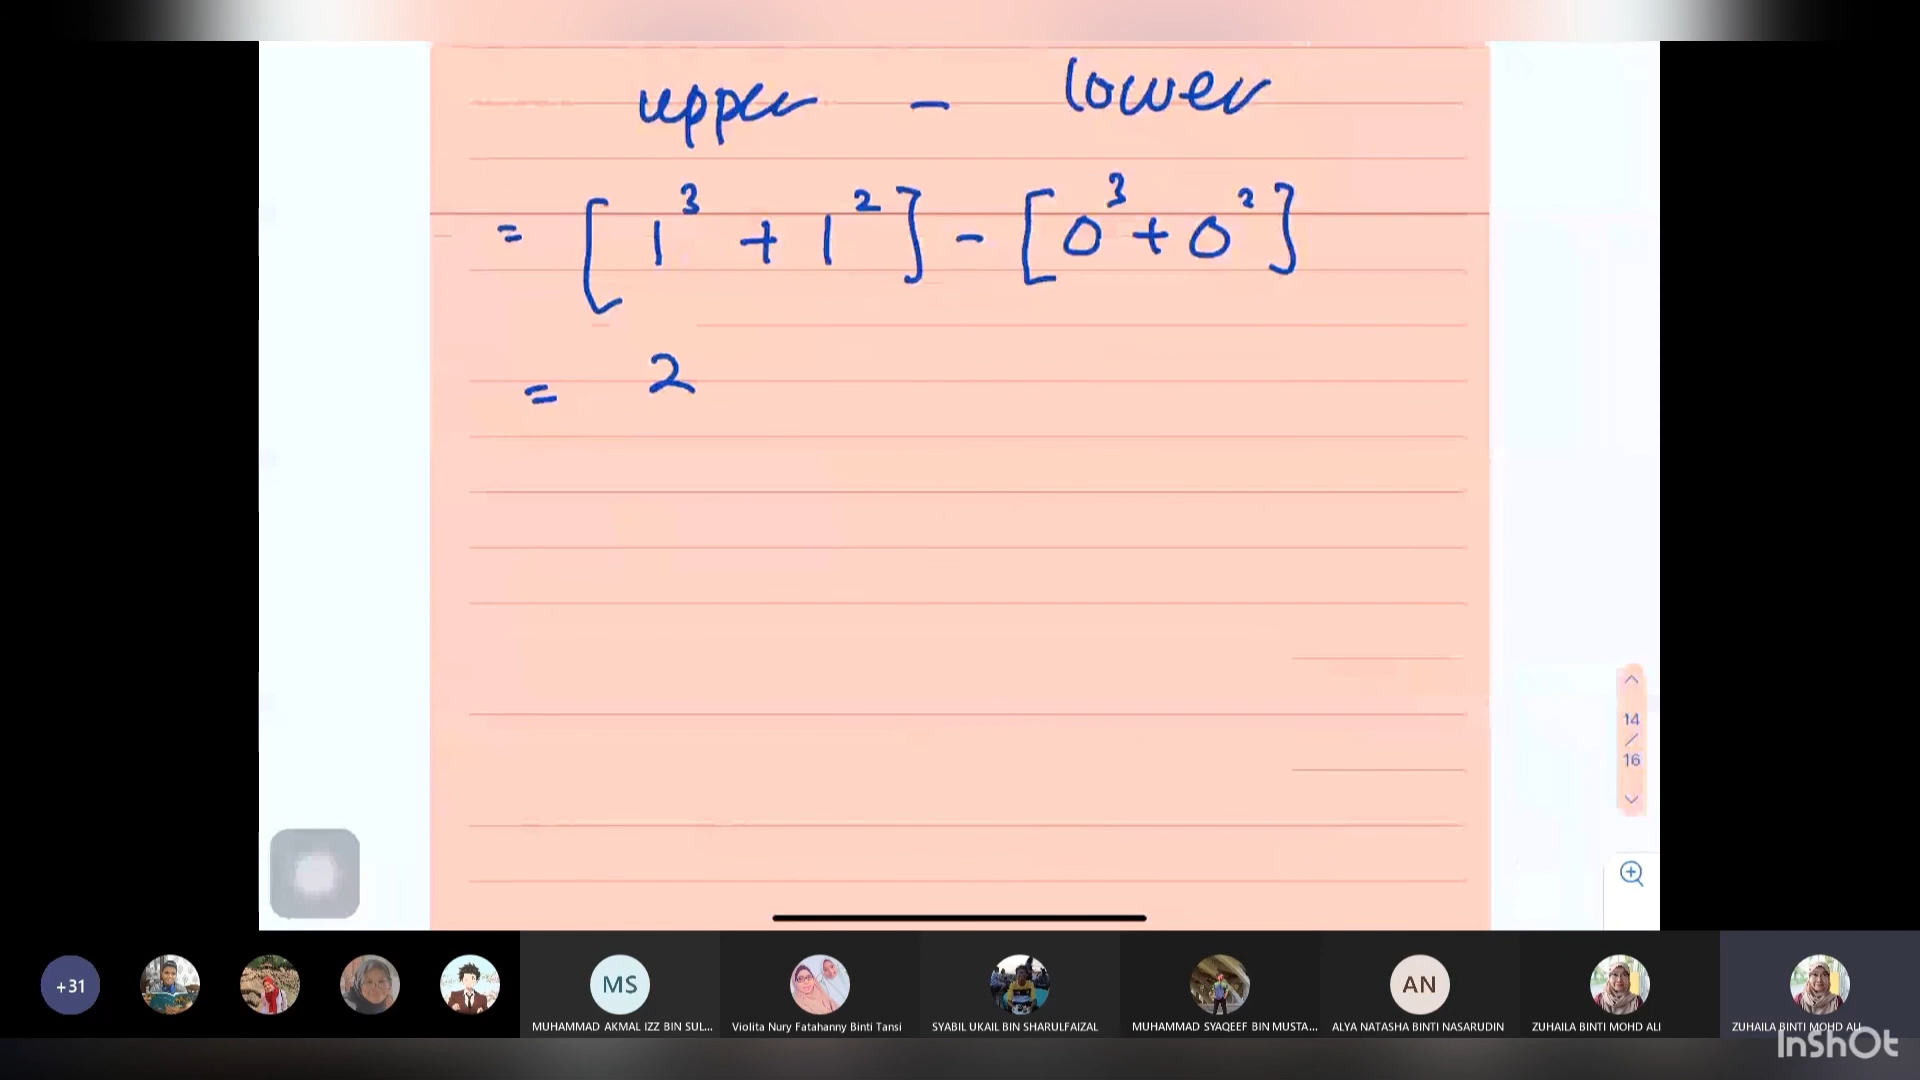 upper - lower
= [1³ + 1²] - [0³ + 0²]
= 2
14
/
16
+31
MS
AN
MUHAMMAD AKMAL IZZ BIN SUL...
Violita Nury Fatahanny Binti Tansi
SYABIL UKAIL BIN SHARULFAIZAL
MUHAMMAD SYAQEEF BIN MUSTA...
ALYA NATASHA BINTI NASARUDIN
ZUHAILA BINTI MOHD ALI
ZUHAILA BINTI MOHD ALI
InShOt